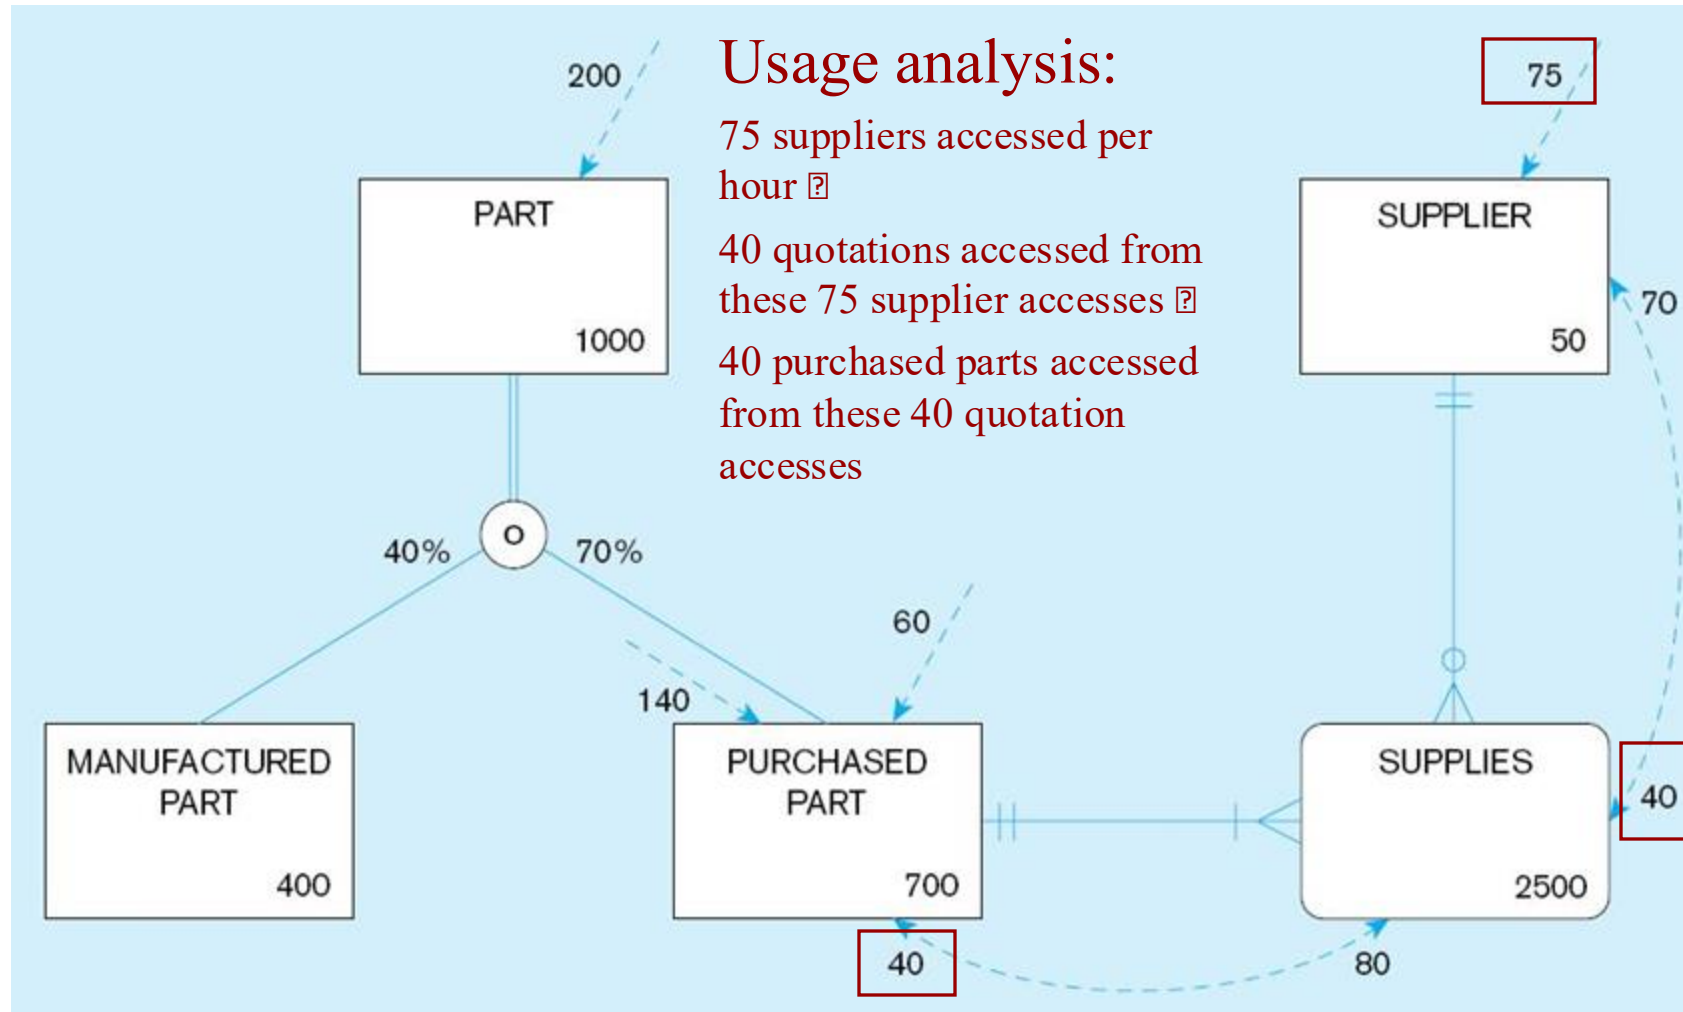 Usage analysis:
75 suppliers accessed per
hour
40 quotations accessed from
these 75 supplier accesses
40 purchased parts accessed
from these 40 quotation
accesses
200
PART
1000
75
SUPPLIER
50
70
O
40%
70%
60
140
MANUFACTURED
PART
400
PURCHASED
PART
700
SUPPLIES
2500
40
40
80